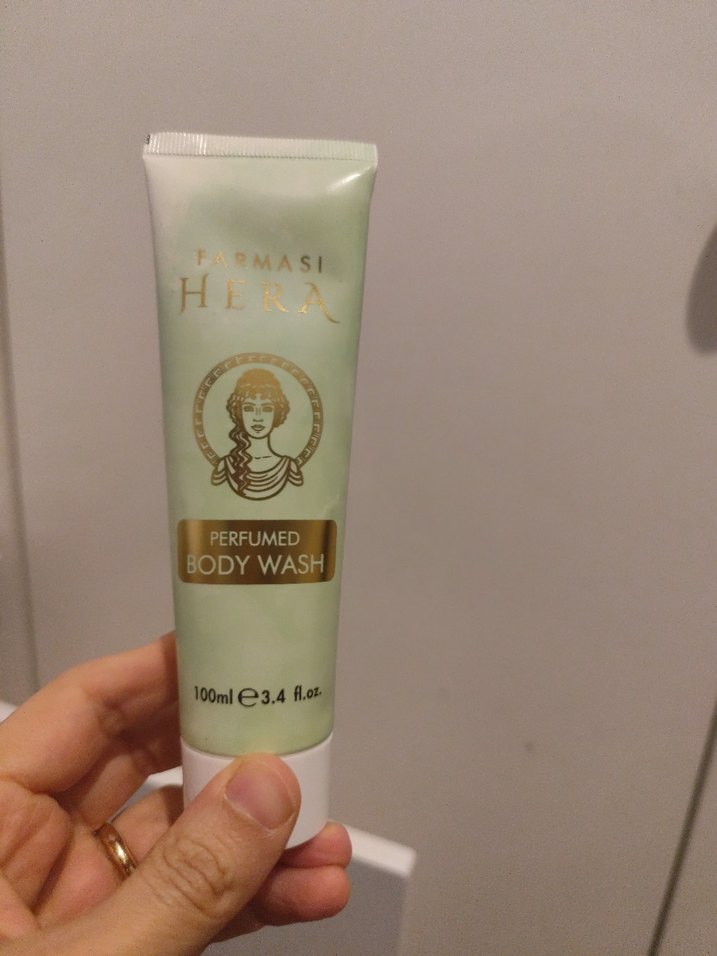 FARMASI
HERA
PERFUMED
BODY WASH
100ml ℮ 3.4 fl.oz.